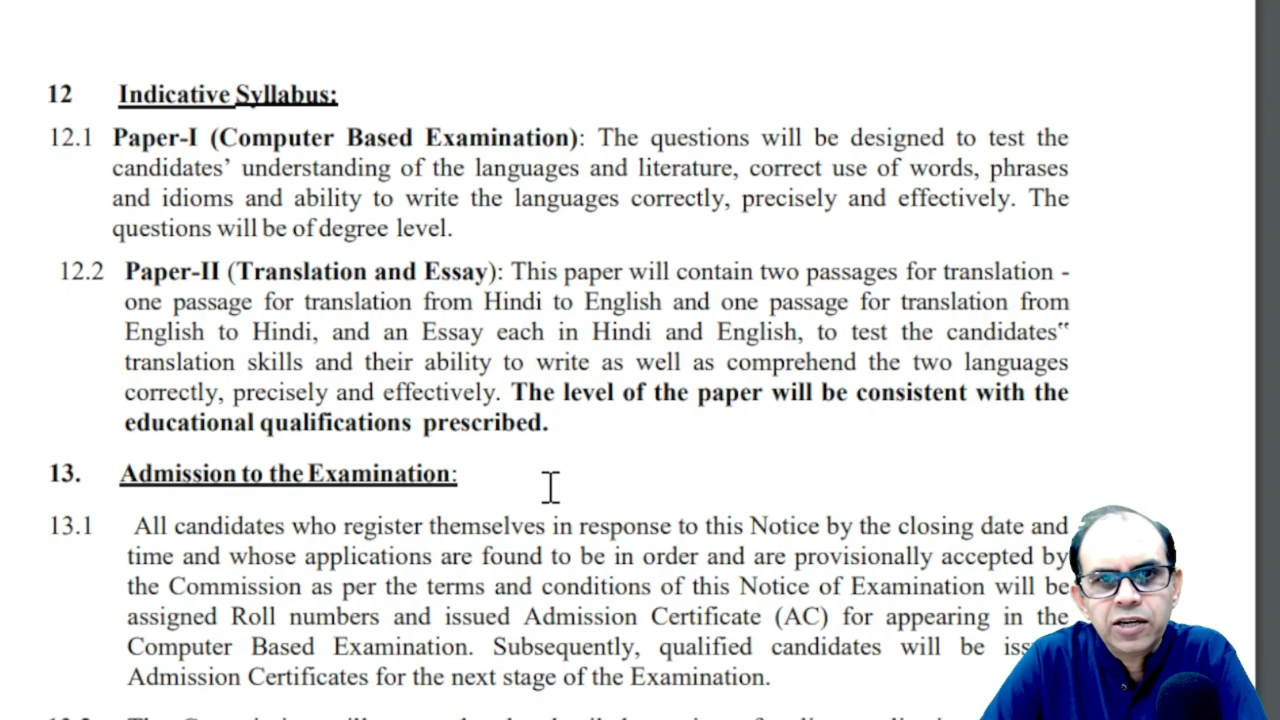 12 Indicative Syllabus:
12.1 Paper-I (Computer Based Examination): The questions will be designed to test the
candidates’ understanding of the languages and literature, correct use of words, phrases
and idioms and ability to write the languages correctly, precisely and effectively. The
questions will be of degree level.
12.2 Paper-II (Translation and Essay): This paper will contain two passages for translation -
one passage for translation from Hindi to English and one passage for translation from
English to Hindi, and an Essay each in Hindi and English, to test the candidates‟
translation skills and their ability to write as well as comprehend the two languages
correctly, precisely and effectively. The level of the paper will be consistent with the
educational qualifications prescribed.
13. Admission to the Examination:
13.1 All candidates who register themselves in response to this Notice by the closing date and
time and whose applications are found to be in order and are provisionally accepted by
the Commission as per the terms and conditions of this Notice of Examination will be
assigned Roll numbers and issued Admission Certificate (AC) for appearing in the
Computer Based Examination. Subsequently, qualified candidates will be
Admission Certificates for the next stage of the Examination.